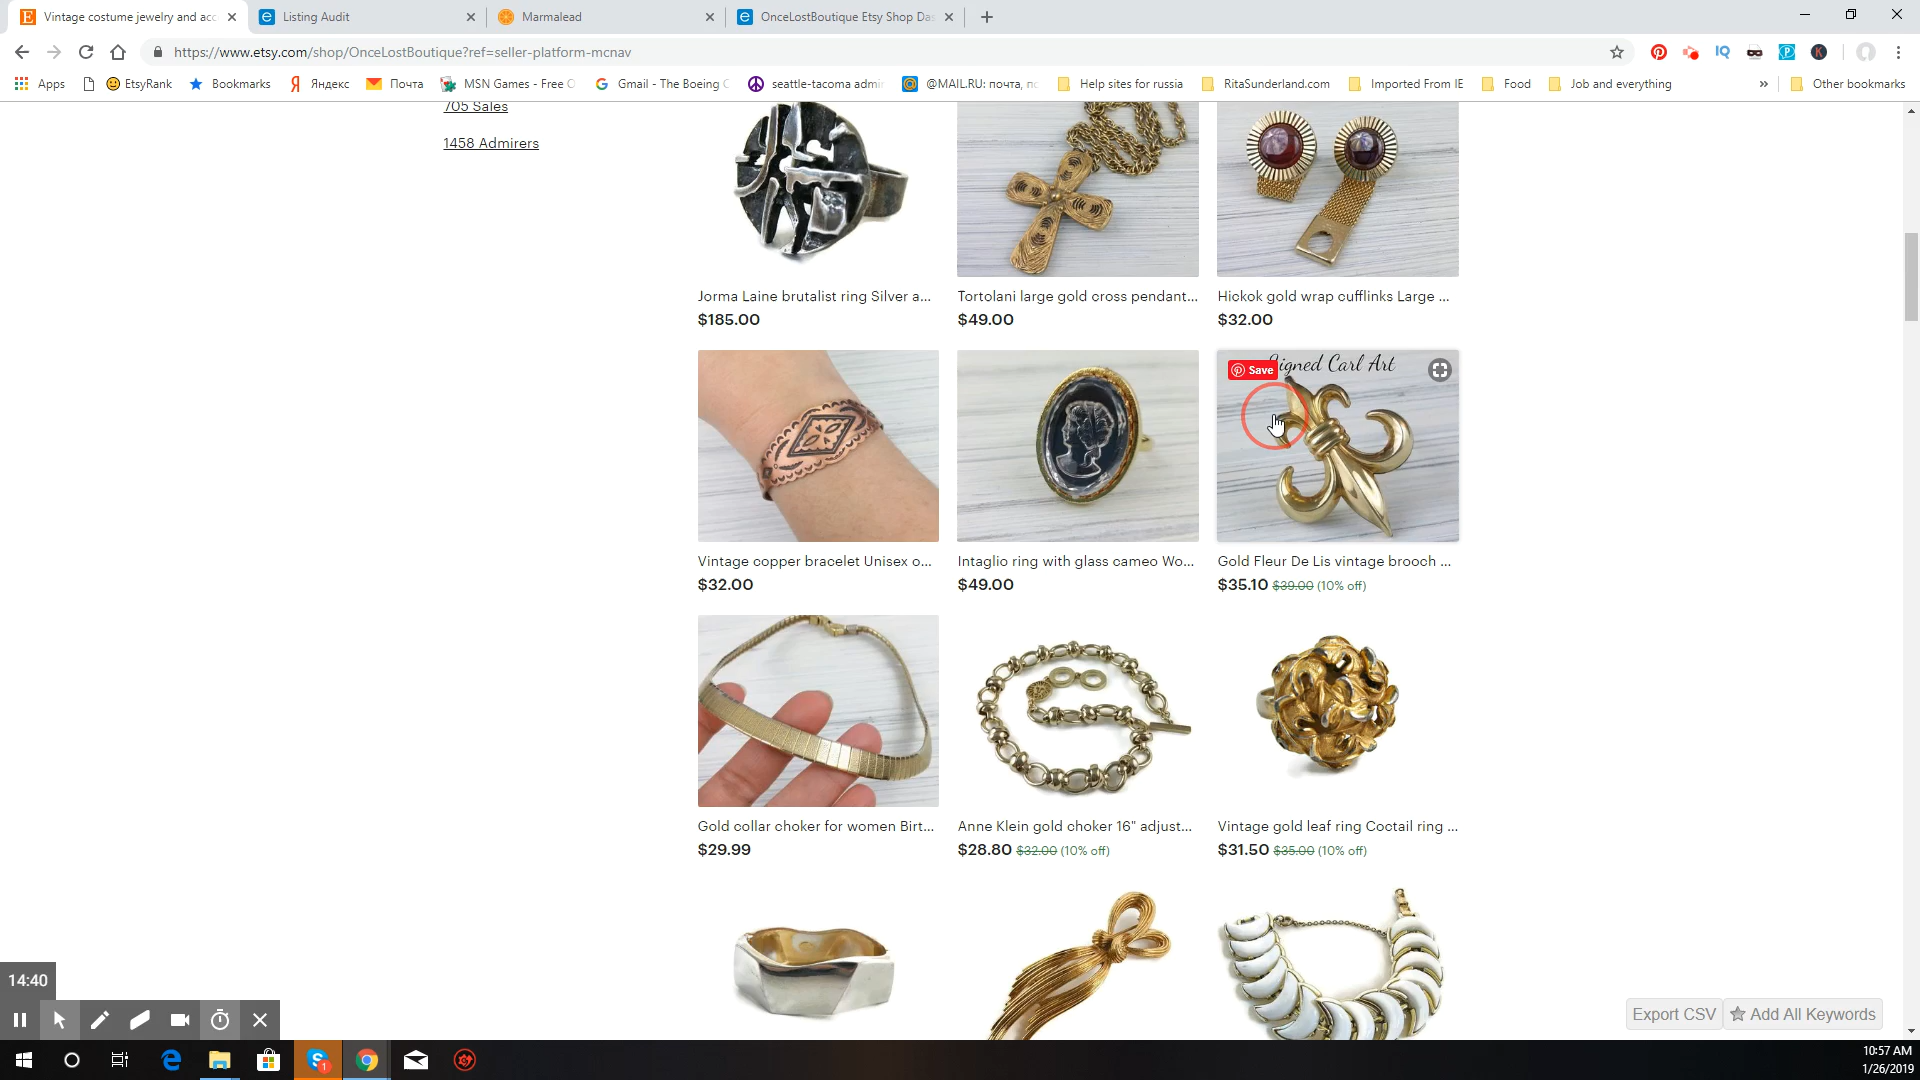 Vintage costume jewelry and acc
Listing Audit
Marmalead
OnceLostBoutique Etsy Shop Das
https://www.etsy.com/shop/OnceLostBoutique?ref=seller-platform-mcnav
Apps
EtsyRank
Bookmarks
Яндекс
Почта
MSN Games - Free O
Gmail - The Boeing C
seattle-tacoma admi
@MAIL.RU: почта, по
Help sites for russia
RitaSunderland.com
Imported From IE
Food
Job and everything
»
Other bookmarks
705 Sales
1458 Admirers
Jorma Laine brutalist ring Silver a...
$185.00
Tortolani large gold cross pendant...
$49.00
Hickok gold wrap cufflinks Large ...
$32.00
Save
igned Carl Art
Vintage copper bracelet Unisex o...
$32.00
Intaglio ring with glass cameo Wo...
$49.00
Gold Fleur De Lis vintage brooch ...
$35.10 $39.00 (10% off)
Gold collar choker for women Birt...
$29.99
Anne Klein gold choker 16" adjust...
$28.80 $32.00 (10% off)
Vintage gold leaf ring Coctail ring ...
$31.50 $35.00 (10% off)
14:40
Export CSV
Add All Keywords
10:57 AM
1/26/2019